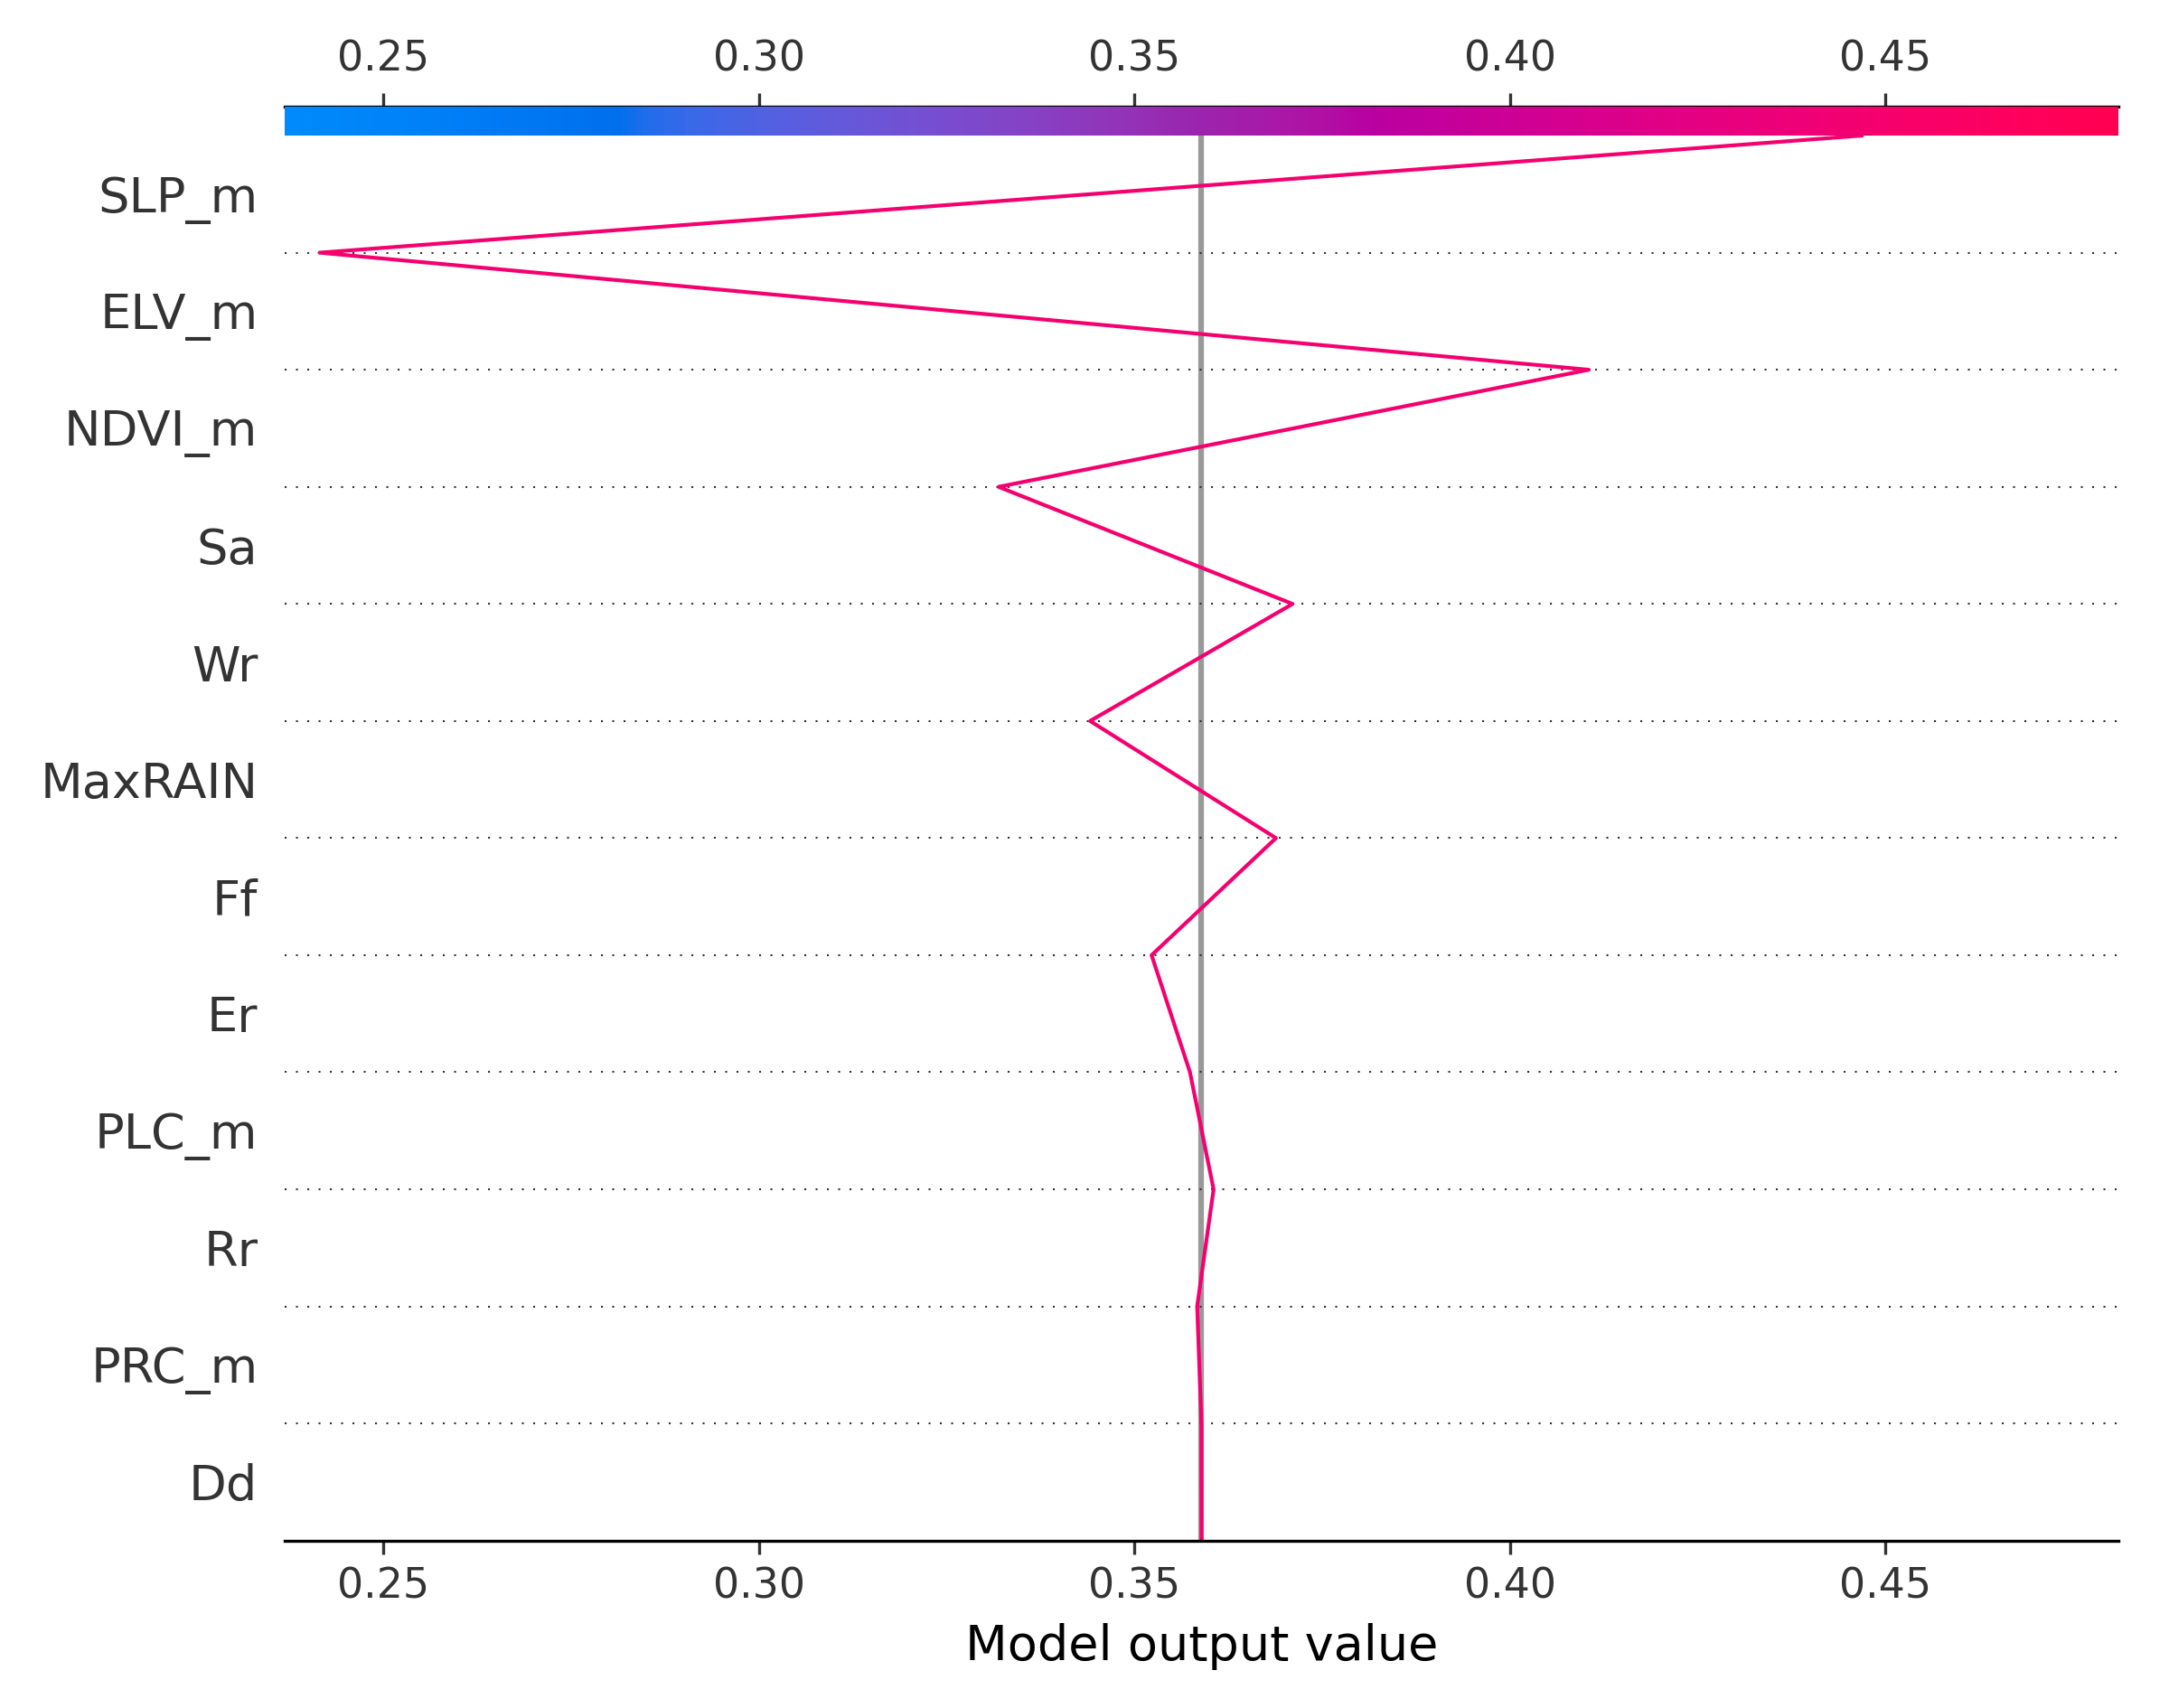 0.25 0.30 0.35 0.40 0.45
SLP_m
ELV_m
NDVI_m
Sa
Wr
MaxRAIN
Ff
Er
PLC_m
Rr
PRC_m
Dd
0.25 0.30 0.35 0.40 0.45
Model output value